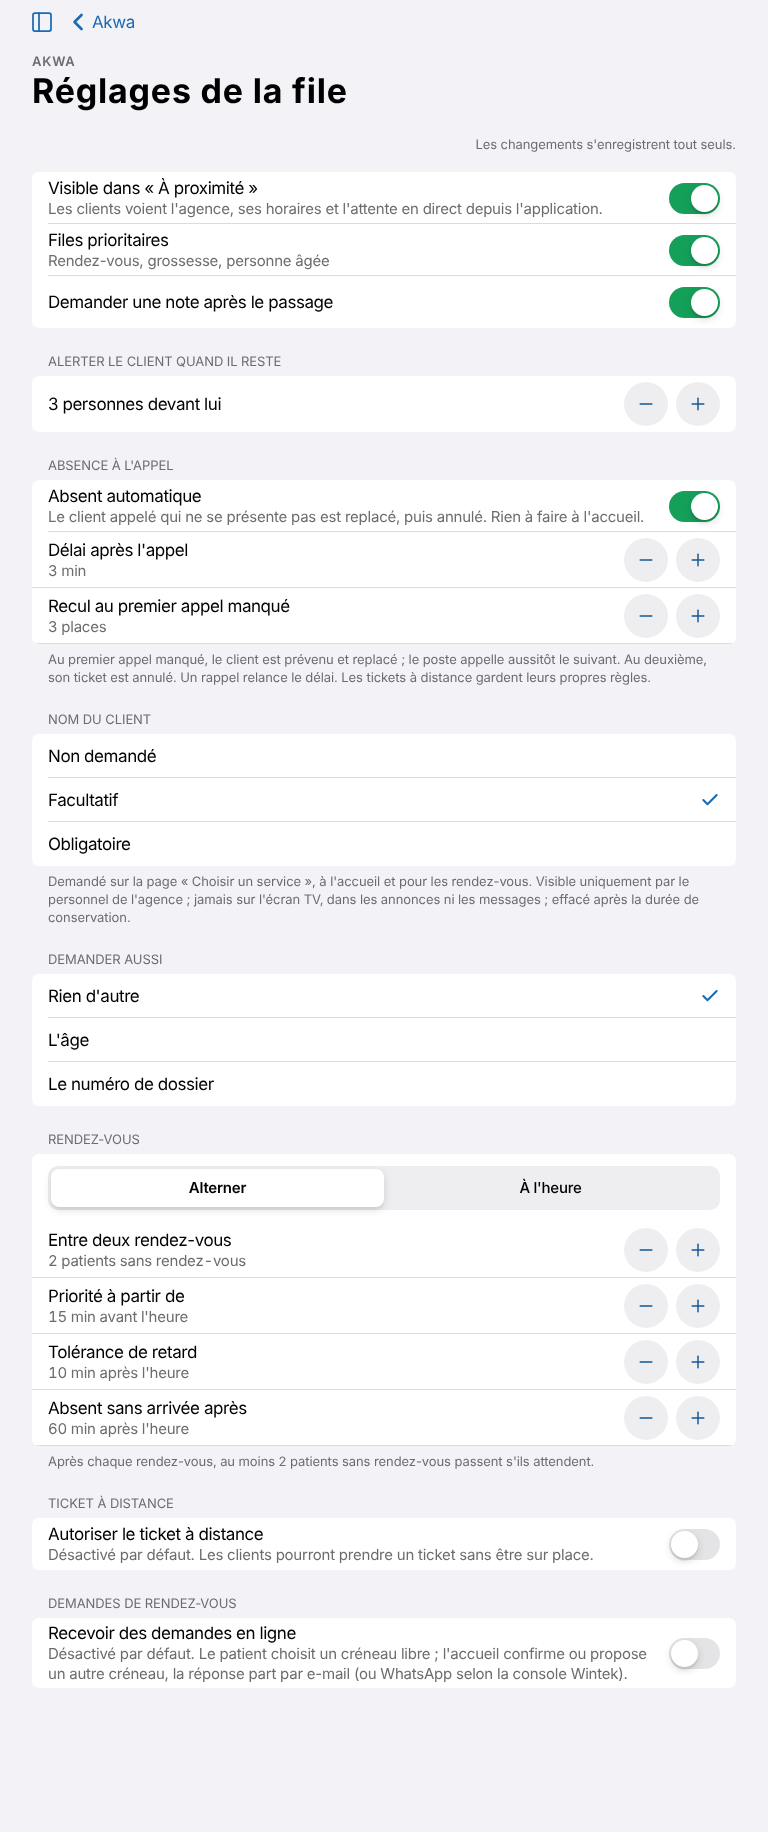 Akwa
AKWA
Réglages de la file
Les changements s'enregistrent tout seuls.
Visible dans « À proximité »
Les clients voient l'agence, ses horaires et l'attente en direct depuis l'application.
Files prioritaires
Rendez-vous, grossesse, personne âgée
Demander une note après le passage
ALERTER LE CLIENT QUAND IL RESTE
3 personnes devant lui
ABSENCE À L'APPEL
Absent automatique
Le client appelé qui ne se présente pas est replacé, puis annulé. Rien à faire à l'accueil.
Délai après l'appel
3 min
Recul au premier appel manqué
3 places
Au premier appel manqué, le client est prévenu et replacé ; le poste appelle aussitôt le suivant. Au deuxième,
son ticket est annulé. Un rappel relance le délai. Les tickets à distance gardent leurs propres règles.
NOM DU CLIENT
Non demandé
Facultatif
Obligatoire
Demandé sur la page « Choisir un service », à l'accueil et pour les rendez-vous. Visible uniquement par le
personnel de l'agence ; jamais sur l'écran TV, dans les annonces ni les messages ; effacé après la durée de
conservation.
DEMANDER AUSSI
Rien d'autre
L'âge
Le numéro de dossier
RENDEZ-VOUS
Alterner
À l'heure
Entre deux rendez-vous
2 patients sans rendez-vous
Priorité à partir de
15 min avant l'heure
Tolérance de retard
10 min après l'heure
Absent sans arrivée après
60 min après l'heure
Après chaque rendez-vous, au moins 2 patients sans rendez-vous passent s'ils attendent.
TICKET À DISTANCE
Autoriser le ticket à distance
Désactivé par défaut. Les clients pourront prendre un ticket sans être sur place.
DEMANDES DE RENDEZ-VOUS
Recevoir des demandes en ligne
Désactivé par défaut. Le patient choisit un créneau libre ; l'accueil confirme ou propose
un autre créneau, la réponse part par e-mail (ou WhatsApp selon la console Wintek).